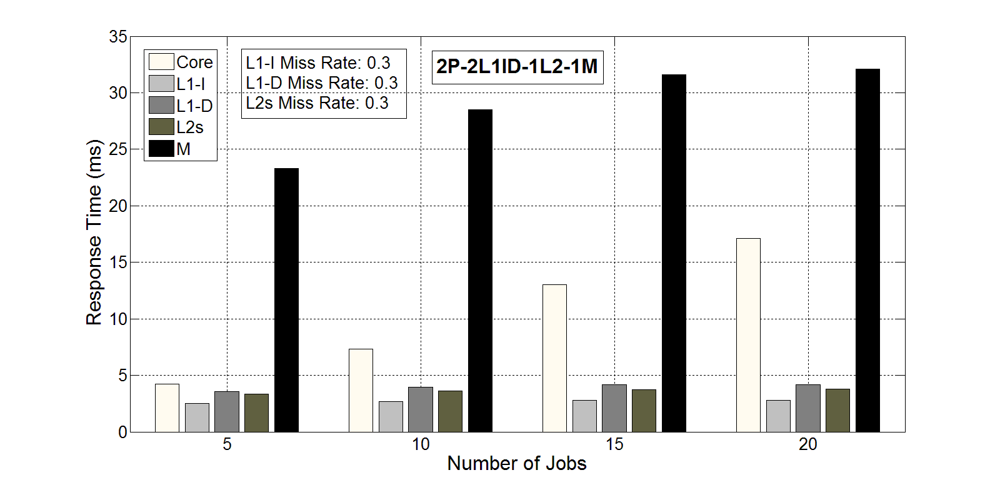 35
30
25
20
15
10
5
0
Response Time (ms)
Core
L1-I
L1-D
L2s
M
L1-I Miss Rate: 0.3
L1-D Miss Rate: 0.3
L2s Miss Rate: 0.3
2P-2L1ID-1L2-1M
5 10 15 20
Number of Jobs